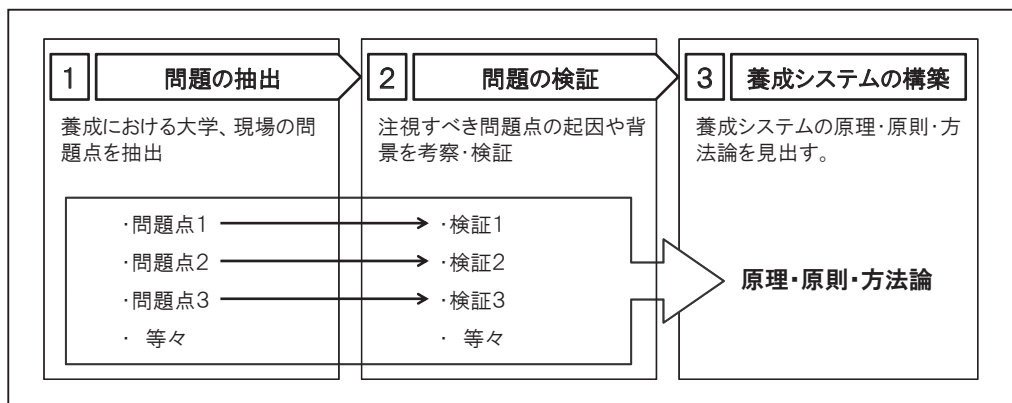 1 問題の抽出
養成における大学、現場の問
題点を抽出
・問題点1
・問題点2
・問題点3
・ 等々
2 問題の検証
注視すべき問題点の起因や背
景を考察・検証
・検証1
・検証2
・検証3
・ 等々
3 養成システムの構築
養成システムの原理・原則・方
法論を見出す。
原理・原則・方法論